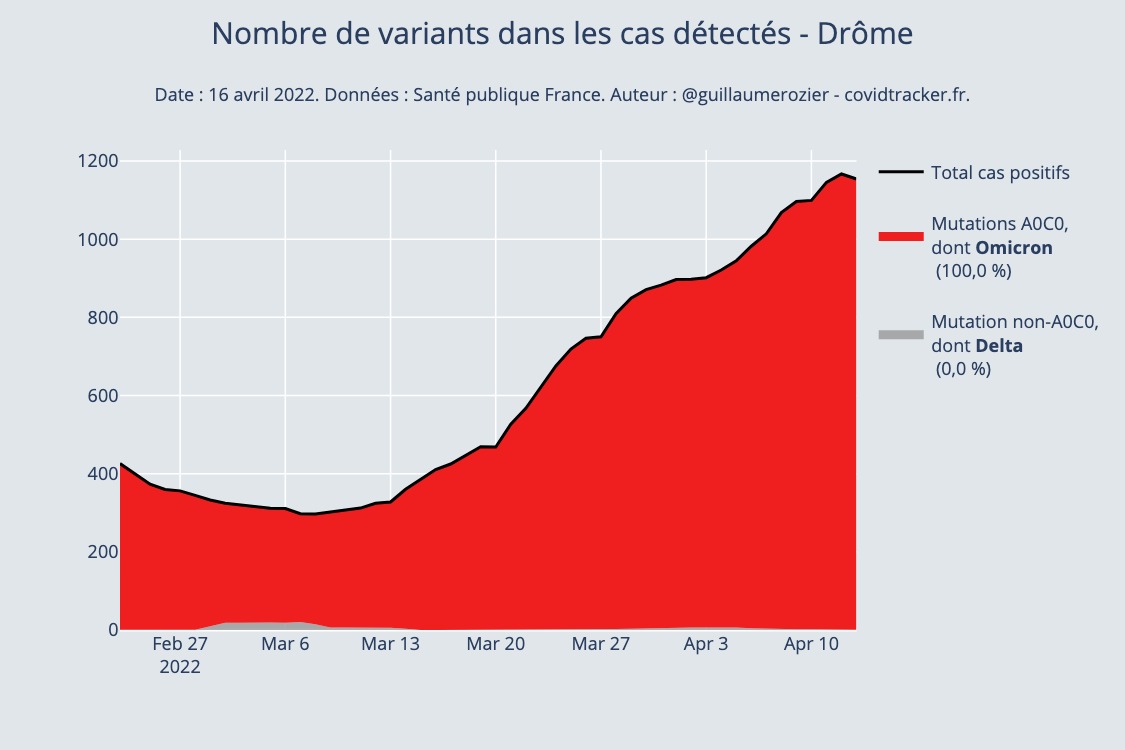 Nombre de variants dans les cas détectés - Drôme
Date : 16 avril 2022. Données : Santé publique France. Auteur : @guillaumerozier - covidtracker.fr.
1200
1000
800
600
400
200
0
Feb 27
2022
Mar 6
Mar 13
Mar 20
Mar 27
Apr 3
Apr 10
Total cas positifs
Mutations A0C0,
dont Omicron
(100,0 %)
Mutation non-A0C0,
dont Delta
(0,0 %)